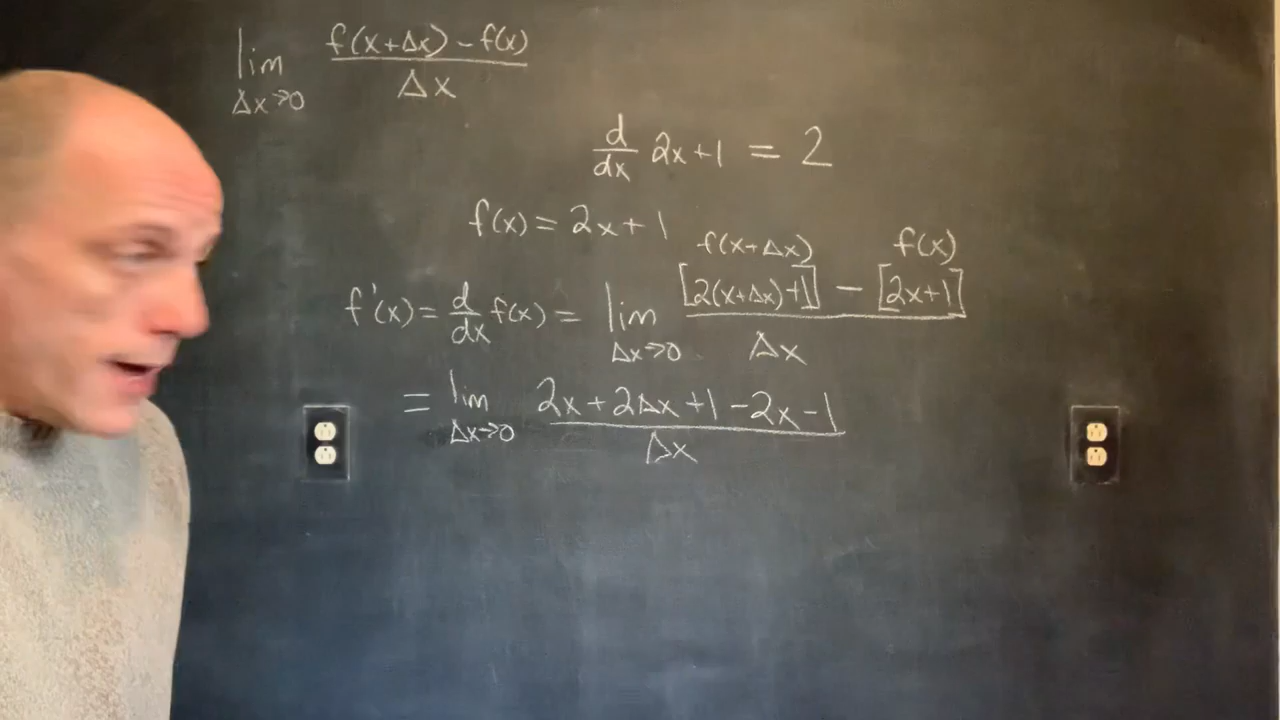 lim f(x+Δx) - f(x)
Δx→0 Δx
d/dx 2x+1 = 2
f(x) = 2x+1
f(x+Δx) f(x)
f'(x) = d/dx f(x) = lim [2(x+Δx)+1] - [2x+1]
Δx→0 Δx
= lim 2x+2Δx+1-2x-1
Δx→0 Δx